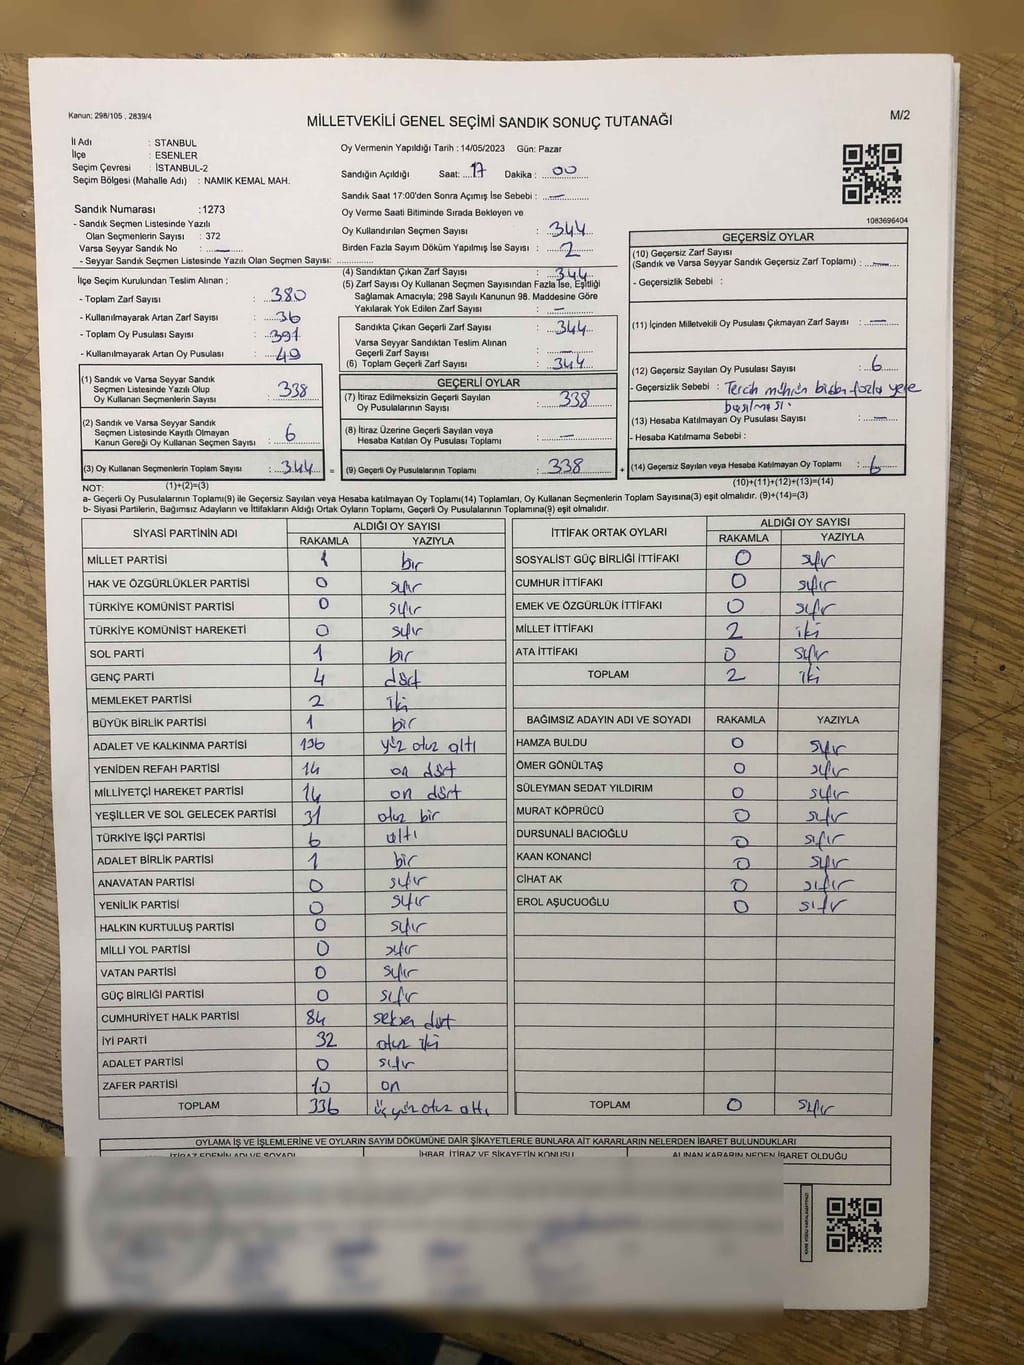 Kanun; 298/105 , 2839/4
MİLLETVEKİLİ GENEL SEÇİMİ SANDIK SONUÇ TUTANAĞI
M/2
İl Adı : STANBUL
İlçe : ESENLER
Seçim Çevresi : İSTANBUL-2
Seçim Bölgesi (Mahalle Adı) : NAMIK KEMAL MAH.
Oy Vermenin Yapıldığı Tarih : 14/05/2023 Gün: Pazar
Sandığın Açıldığı Saat: 17 Dakika : 00
Sandık Saat 17:00'den Sonra Açımış İse Sebebi : —
Sandık Numarası : 1273
- Sandık Seçmen Listesinde Yazılı
Olan Seçmenlerin Sayısı : 372
Varsa Seyyar Sandık No : —
- Seyyar Sandık Seçmen Listesinde Yazılı Olan Seçmen Sayısı:
Oy Verme Saati Bitiminde Sırada Bekleyen ve
Oy Kullandırılan Seçmen Sayısı : 344
Birden Fazla Sayım Döküm Yapılmış İse Sayısı : 2
1083696404
İlçe Seçim Kurulundan Teslim Alınan ;
- Toplam Zarf Sayısı : 380
- Kullanılmayarak Artan Zarf Sayısı : 36
- Toplam Oy Pusulası Sayısı : 391
- Kullanılmayarak Artan Oy Pusulası : 49
(4) Sandıktan Çıkan Zarf Sayısı : 344
(5) Zarf Sayısı Oy Kullanan Seçmen Sayısından Fazla İse, Eşitliği
Sağlamak Amacıyla; 298 Sayılı Kanunun 98. Maddesine Göre
Yakılarak Yok Edilen Zarf Sayısı : —
Sandıkta Çıkan Geçerli Zarf Sayısı : 344
Varsa Seyyar Sandıktan Teslim Alınan
Geçerli Zarf Sayısı : —
(6) Toplam Geçerli Zarf Sayısı : 344
GEÇERSİZ OYLAR
(10) Geçersiz Zarf Sayısı
(Sandık ve Varsa Seyyar Sandık Geçersiz Zarf Toplamı) : —
- Geçersizlik Sebebi :
(11) İçinden Milletvekili Oy Pusulası Çıkmayan Zarf Sayısı : —
(12) Geçersiz Sayılan Oy Pusulası Sayısı : 6
- Geçersizlik Sebebi : Tercih mührün birden fazla yere
basılması.
(13) Hesaba Katılmayan Oy Pusulası Sayısı : —
- Hesaba Katılmama Sebebi :
(14) Geçersiz Sayılan veya Hesaba Katılmayan Oy Toplamı : 6
(10)+(11)+(12)+(13)=(14)
(1) Sandık ve Varsa Seyyar Sandık
Seçmen Listesinde Yazılı Olup
Oy Kullanan Seçmenlerin Sayısı : 338
(2) Sandık ve Varsa Seyyar Sandık
Seçmen Listesinde Kayıtlı Olmayan
Kanun Gereği Oy Kullanan Seçmen Sayısı : 6
(3) Oy Kullanan Seçmenlerin Toplam Sayısı : 344 =
(1)+(2)=(3)
GEÇERLİ OYLAR
(7) İtiraz Edilmeksizin Geçerli Sayılan
Oy Pusulalarının Sayısı : 338
(8) İtiraz Üzerine Geçerli Sayılan veya
Hesaba Katılan Oy Pusulası Toplamı : —
(9) Geçerli Oy Pusulalarının Toplamı : 338 +
NOT:
a- Geçerli Oy Pusulalarının Toplamı(9) ile Geçersiz Sayılan veya Hesaba katılmayan Oy Toplamı(14) Toplamları, Oy Kullanan Seçmenlerin Toplam Sayısına(3) eşit olmalıdır. (9)+(14)=(3)
b- Siyasi Partilerin, Bağımsız Adayların ve İttifakların Aldığı Ortak Oyların Toplamı, Geçerli Oy Pusulalarının Toplamına(9) eşit olmalıdır.
SİYASİ PARTİNİN ADI ALDIĞI OY SAYISI
RAKAMLA YAZIYLA
MİLLET PARTİSİ 1 bir
HAK VE ÖZGÜRLÜKLER PARTİSİ 0 sıfır
TÜRKİYE KOMÜNİST PARTİSİ 0 sıfır
TÜRKİYE KOMÜNİST HAREKETİ 0 sıfır
SOL PARTİ 1 bir
GENÇ PARTİ 4 dört
MEMLEKET PARTİSİ 2 iki
BÜYÜK BİRLİK PARTİSİ 1 bir
ADALET VE KALKINMA PARTİSİ 136 yüz otuz altı
YENİDEN REFAH PARTİSİ 14 on dört
MİLLİYETÇİ HAREKET PARTİSİ 14 on dört
YEŞİLLER VE SOL GELECEK PARTİSİ 31 otuz bir
TÜRKİYE İŞÇİ PARTİSİ 6 altı
ADALET BİRLİK PARTİSİ 1 bir
ANAVATAN PARTİSİ 0 sıfır
YENİLİK PARTİSİ 0 sıfır
HALKIN KURTULUŞ PARTİSİ 0 sıfır
MİLLİ YOL PARTİSİ 0 sıfır
VATAN PARTİSİ 0 sıfır
GÜÇ BİRLİĞİ PARTİSİ 0 sıfır
CUMHURİYET HALK PARTİSİ 84 seksen dört
İYİ PARTİ 32 otuz iki
ADALET PARTİSİ 0 sıfır
ZAFER PARTİSİ 10 on
TOPLAM 336 üç yüz otuz altı
İTTİFAK ORTAK OYLARI ALDIĞI OY SAYISI
RAKAMLA YAZIYLA
SOSYALİST GÜÇ BİRLİĞİ İTTİFAKI 0 sıfır
CUMHUR İTTİFAKI 0 sıfır
EMEK VE ÖZGÜRLÜK İTTİFAKI 0 sıfır
MİLLET İTTİFAKI 2 iki
ATA İTTİFAKI 0 sıfır
TOPLAM 2 iki
BAĞIMSIZ ADAYIN ADI VE SOYADI RAKAMLA YAZIYLA
HAMZA BULDU 0 sıfır
ÖMER GÖNÜLTAŞ 0 sıfır
SÜLEYMAN SEDAT YILDIRIM 0 sıfır
MURAT KÖPRÜCÜ 0 sıfır
DURSUNALİ BACIOĞLU 0 sıfır
KAAN KONANCİ 0 sıfır
CİHAT AK 0 sıfır
EROL AŞUCUOĞLU 0 sıfır
TOPLAM 0 sıfır
OYLAMA İŞ VE İŞLEMLERİNE VE OYLARIN SAYIM DÖKÜMÜNE DAİR ŞİKAYETLERLE BUNLARA AİT KARARLARIN NELERDEN İBARET BULUNDUKLARI
İTİRAZ EDENİN ADI VE SOYADI İHBAR, İTİRAZ VE ŞİKAYETİN KONUSU ALINAN KARARIN NEDEN İBARET OLDUĞU